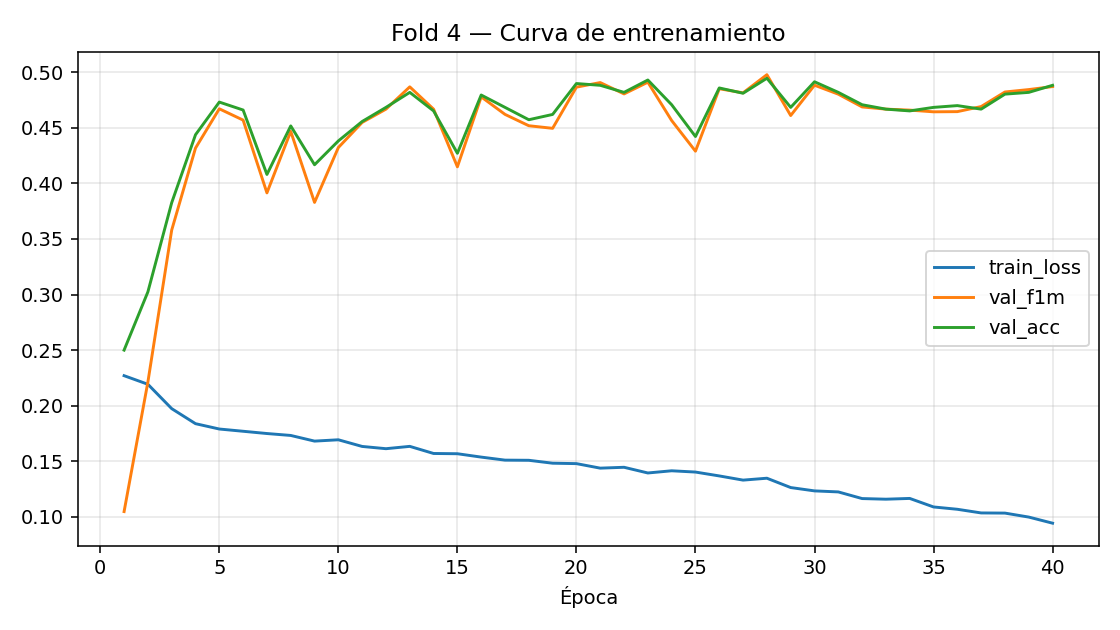 Fold 4 — Curva de entrenamiento
0.50
0.45
0.40
0.35
0.30
0.25
0.20
0.15
0.10
train_loss
val_f1m
val_acc
0 5 10 15 20 25 30 35 40
Época